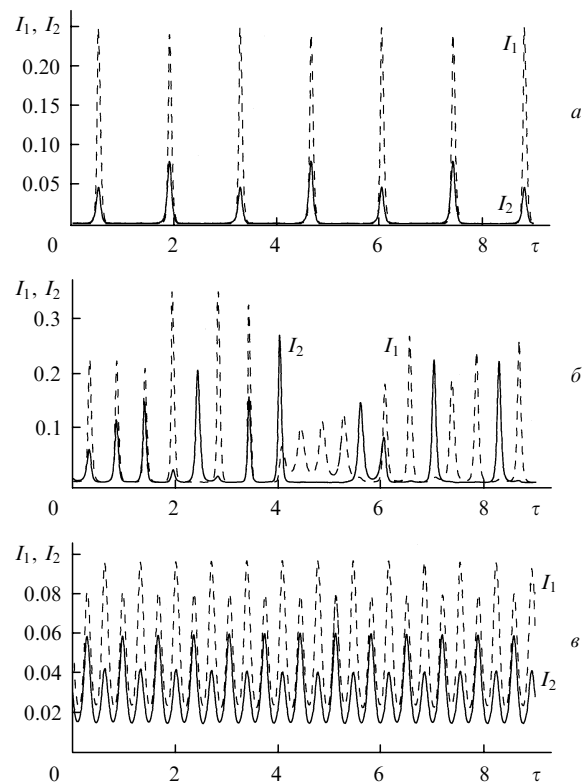 I₁, I₂
0.20
0.15
0.10
0.05
I₁
I₂
а
0 2 4 6 8 τ
I₁, I₂
0.3
0.2
0.1
I₂ I₁
б
0 2 4 6 8 τ
I₁, I₂
0.08
0.06
0.04
0.02
I₁
I₂
в
0 2 4 6 8 τ